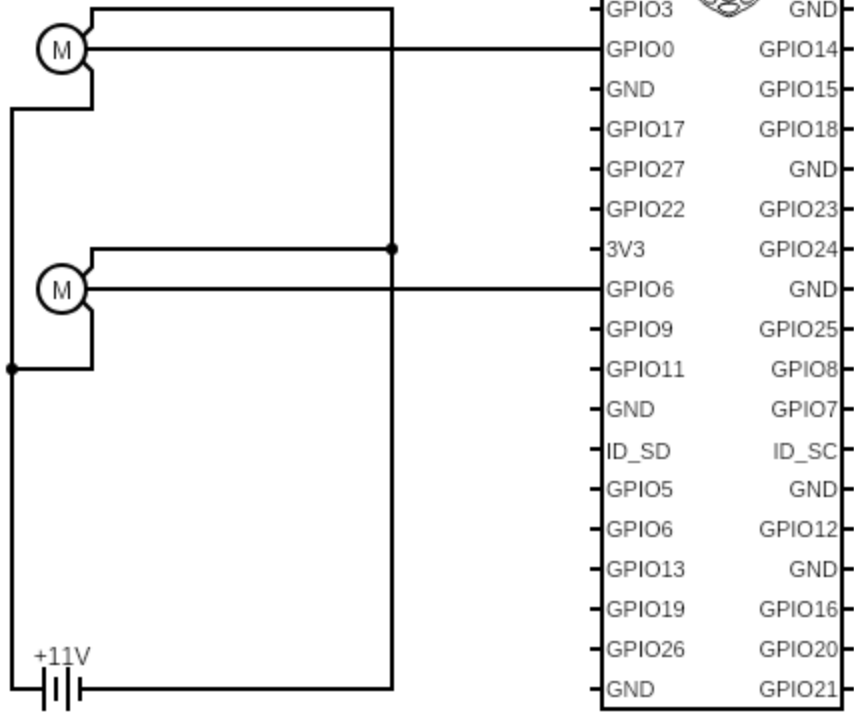 GPIO3 GND
M GPIO0 GPIO14
GND GPIO15
GPIO17 GPIO18
GPIO27 GND
GPIO22 GPIO23
3V3 GPIO24
M GPIO6 GND
GPIO9 GPIO25
GPIO11 GPIO8
GND GPIO7
ID_SD ID_SC
GPIO5 GND
GPIO6 GPIO12
GPIO13 GND
GPIO19 GPIO16
+11V GPIO26 GPIO20
GND GPIO21